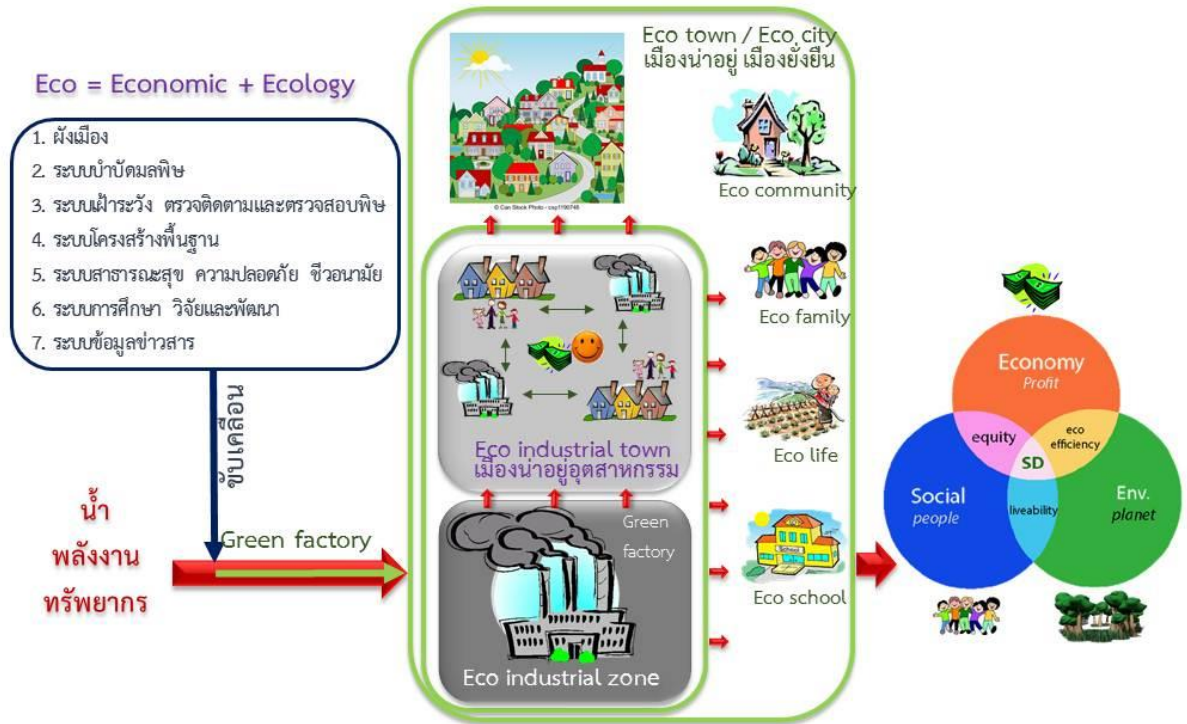 Eco = Economic + Ecology
1. ผังเมือง
2. ระบบบำบัดมลพิษ
3. ระบบเฝ้าระวัง ตรวจติดตามและตรวจสอบพิษ
4. ระบบโครงสร้างพื้นฐาน
5. ระบบสาธารณะสุข ความปลอดภัย ชีวอนามัย
6. ระบบการศึกษา วิจัยและพัฒนา
7. ระบบข้อมูลข่าวสาร
ขับเคลื่อน
น้ำ
พลังงาน
ทรัพยากร
Green factory
Eco town / Eco city
เมืองน่าอยู่ เมืองยั่งยืน
© Can Stock Photo - csp1190748
Eco community
Eco family
Eco life
School
Eco school
Eco industrial town
เมืองน่าอยู่อุตสาหกรรม
Green
factory
Eco industrial zone
Economy
Profit
equity
eco
efficiency
SD
Social
people
liveability
Env.
planet